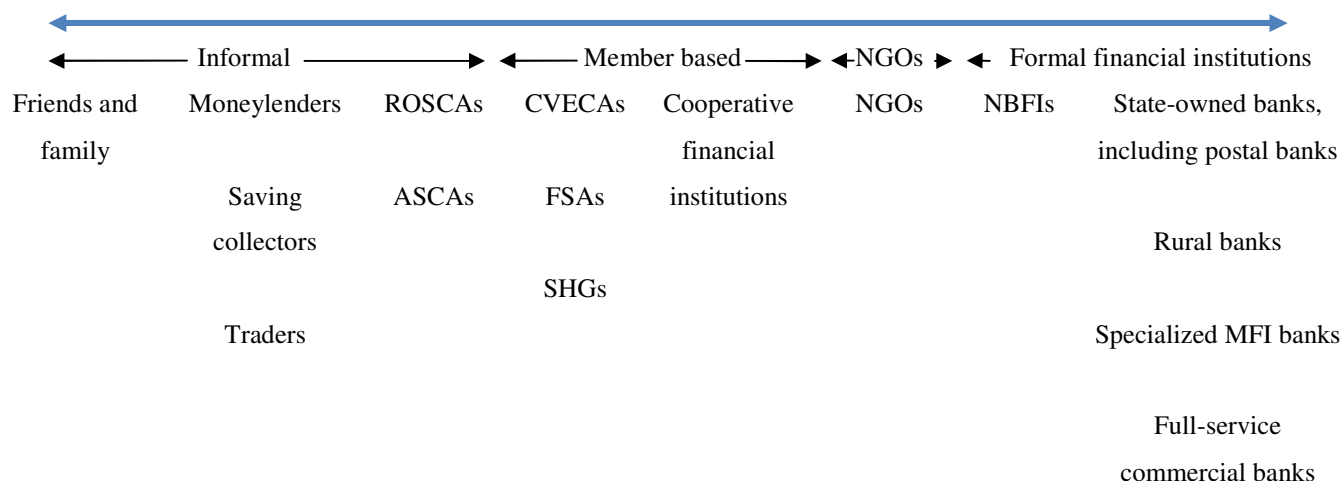 Informal Member based NGOs Formal financial institutions
Friends and Moneylenders ROSCAs CVECAs Cooperative NGOs NBFIs State-owned banks,
family financial including postal banks
Saving ASCAs FSAs institutions
collectors Rural banks
SHGs
Traders Specialized MFI banks
Full-service
commercial banks